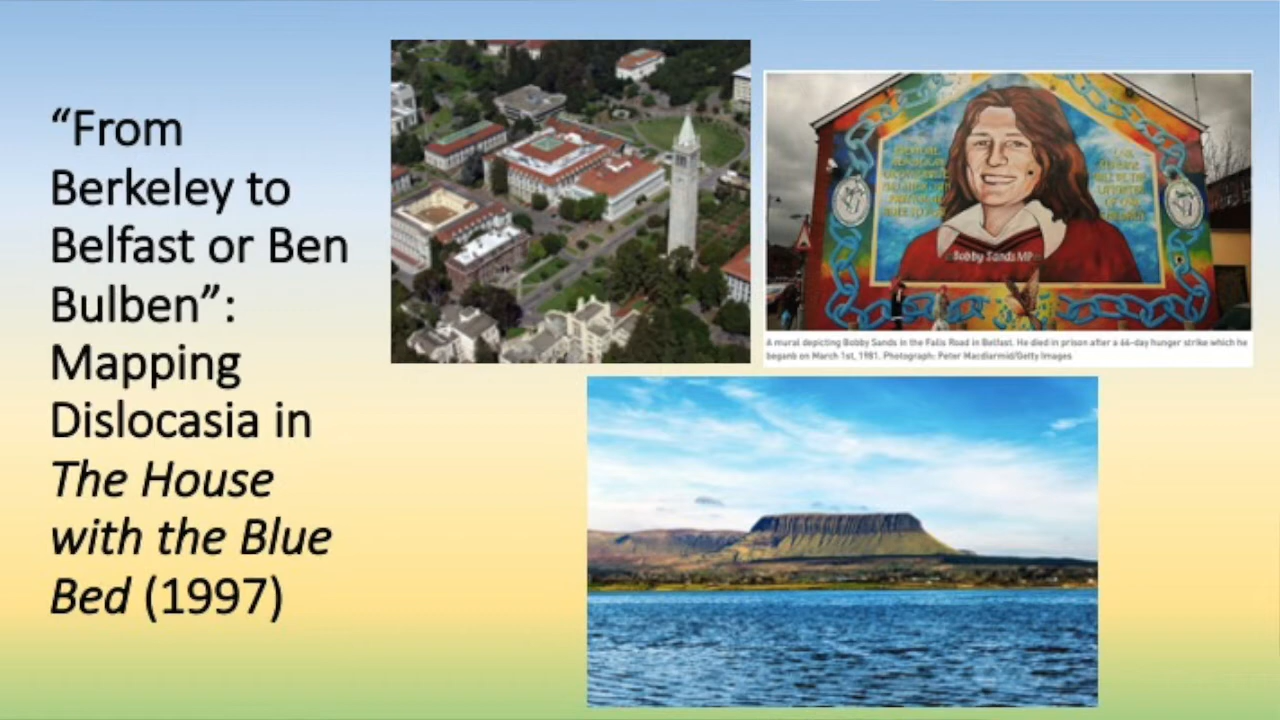 “From
Berkeley to
Belfast or Ben
Bulben”:
Mapping
Dislocasia in
The House
with the Blue
Bed (1997)
Bobby Sands MP
A mural depicting Bobby Sands in the Falls Road in Belfast. He died in prison after a 66-day hunger strike which he
began on March 1st, 1981. Photograph: Peter Macdiarmid/Getty Images